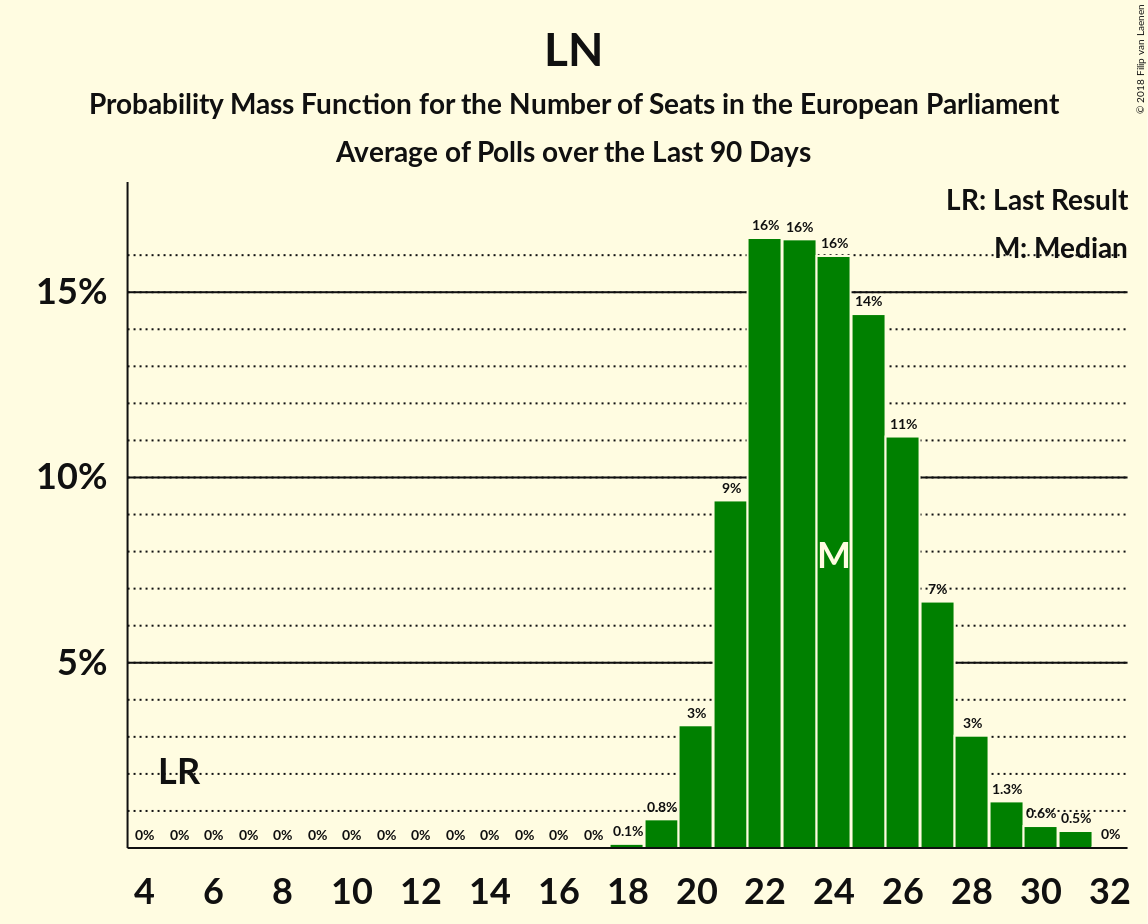 LN
Probability Mass Function for the Number of Seats in the European Parliament
Average of Polls over the Last 90 Days
© 2018 Filip van Laenen
LR: Last Result
M: Median
15%
10%
5%
16% 16% 16% 14% 11% 9% 7% 3% 3% 1.3% 0.8% 0.6% 0.5% 0.1%
M
LR
0% 0% 0% 0% 0% 0% 0% 0% 0% 0% 0% 0% 0% 0% 0%
4 6 8 10 12 14 16 18 20 22 24 26 28 30 32